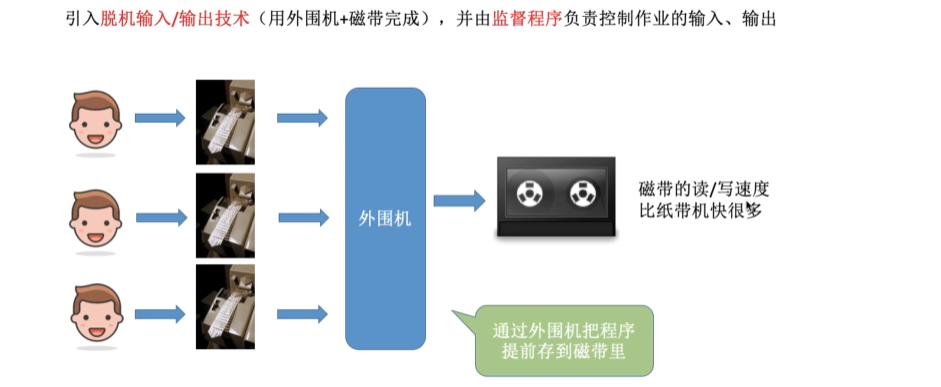 引入脱机输入/输出技术（用外围机+磁带完成），并由监督程序负责控制作业的输入、输出
外围机
磁带的读/写速度
比纸带机快很多
通过外围机把程序
提前存到磁带里